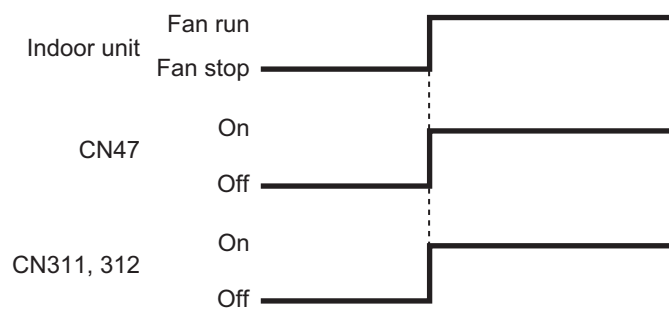 Fan run
Indoor unit
Fan stop
On
CN47
Off
On
CN311, 312
Off